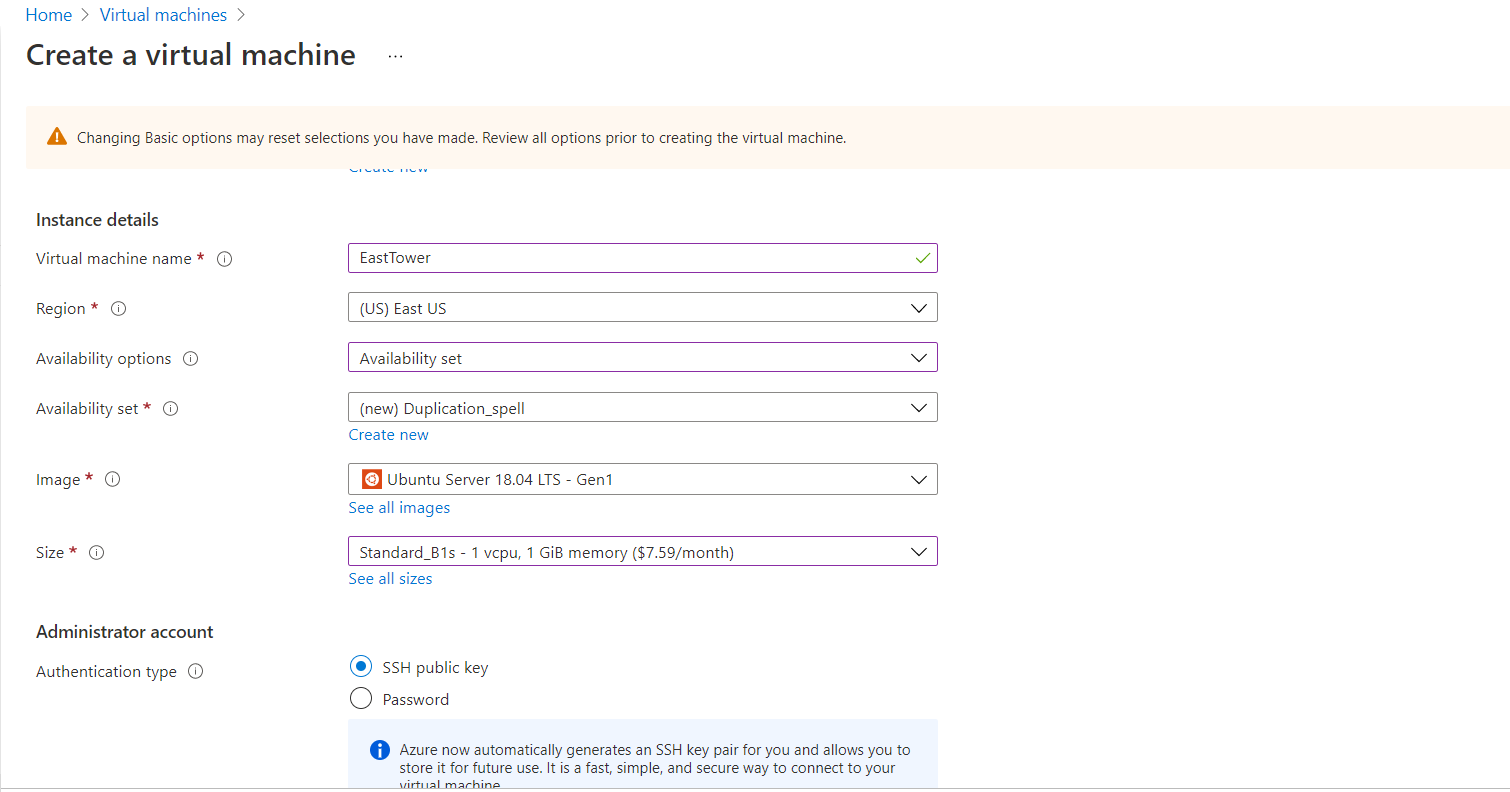 Home > Virtual machines >
Create a virtual machine ...
Changing Basic options may reset selections you have made. Review all options prior to creating the virtual machine.
Create new
Instance details
Virtual machine name *
EastTower
Region *
(US) East US
Availability options
Availability set
Availability set *
(new) Duplication_spell
Create new
Image *
Ubuntu Server 18.04 LTS - Gen1
See all images
Size *
Standard_B1s - 1 vcpu, 1 GiB memory ($7.59/month)
See all sizes
Administrator account
Authentication type
SSH public key
Password
Azure now automatically generates an SSH key pair for you and allows you to
store it for future use. It is a fast, simple, and secure way to connect to your
virtual machine.